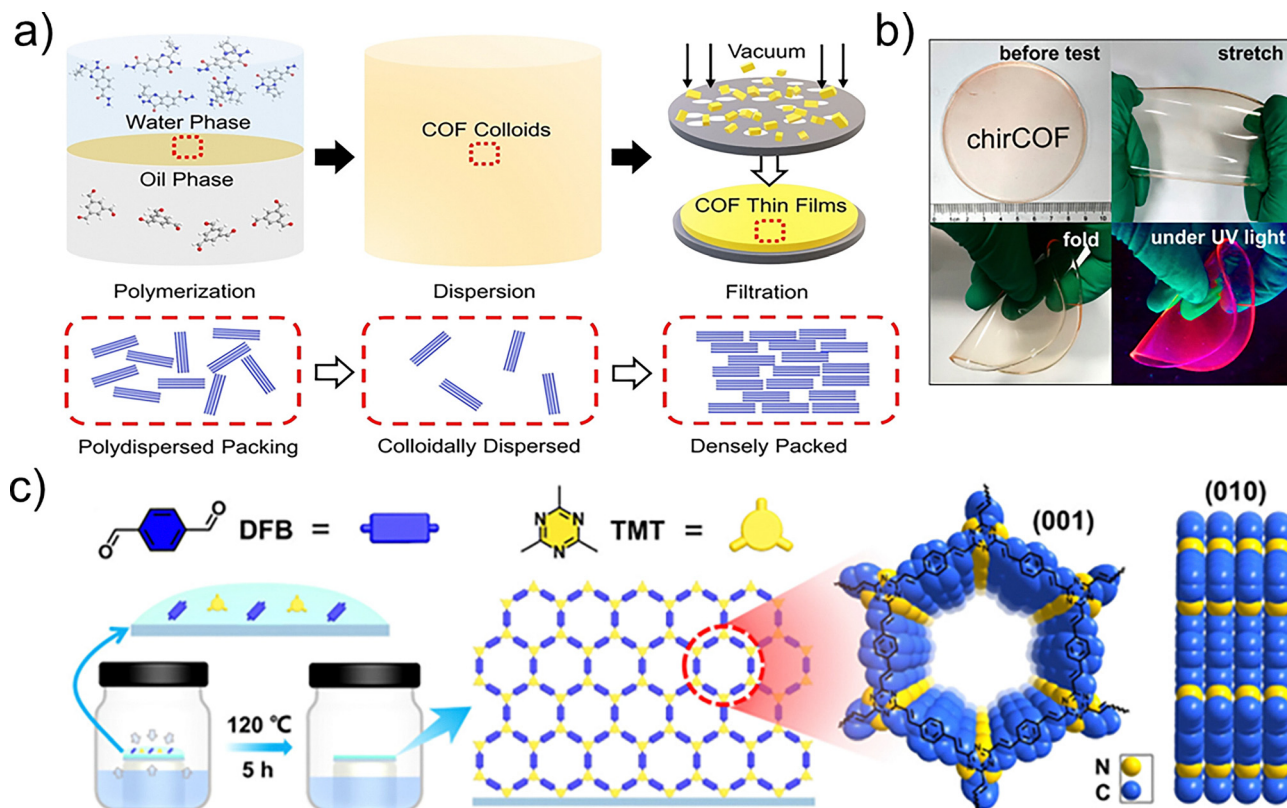 a)
Water Phase
Oil Phase
COF Colloids
Vacuum
COF Thin Films
Polymerization
Dispersion
Filtration
Polydispersed Packing
Colloidally Dispersed
Densely Packed
b)
before test
stretch
chirCOF
fold
under UV light
c)
O
O
DFB =
N
N
N
TMT =
120 ℃
5 h
(001)
(010)
N
C